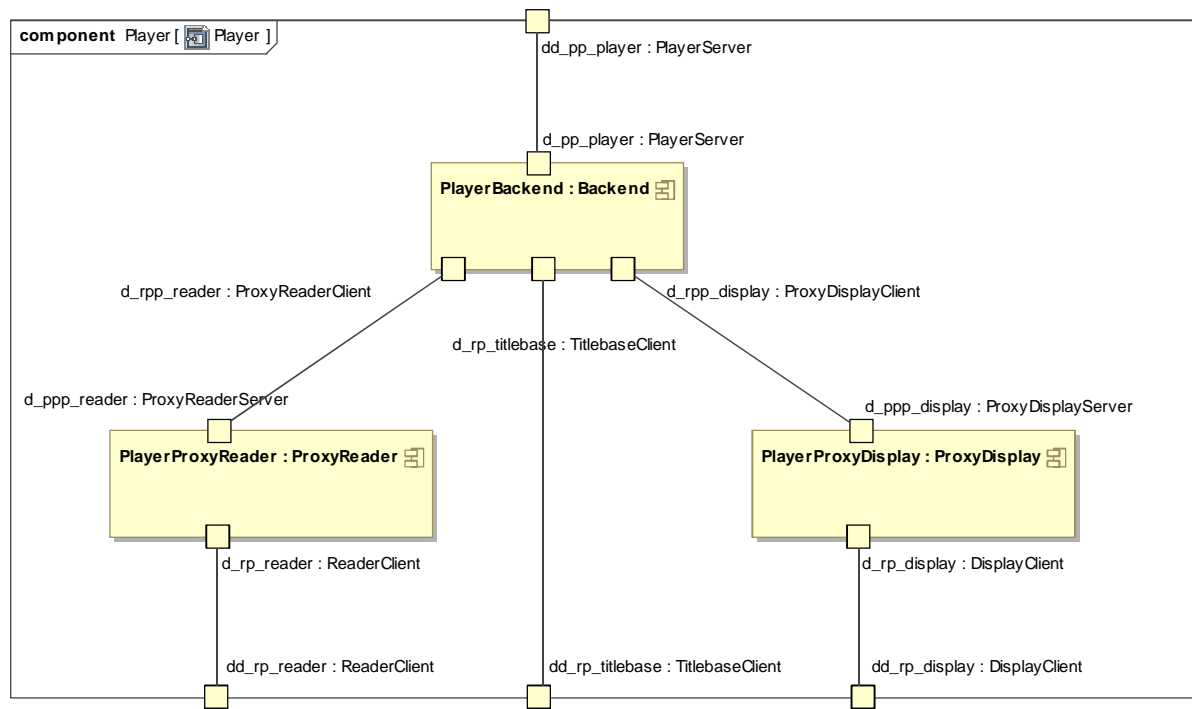 component Player [ Player ]
dd_pp_player : PlayerServer
d_pp_player : PlayerServer
PlayerBackend : Backend
d_rpp_reader : ProxyReaderClient
d_rpp_display : ProxyDisplayClient
d_rp_titlebase : TitlebaseClient
d_ppp_reader : ProxyReaderServer
d_ppp_display : ProxyDisplayServer
PlayerProxyReader : ProxyReader
PlayerProxyDisplay : ProxyDisplay
d_rp_reader : ReaderClient
d_rp_display : DisplayClient
dd_rp_reader : ReaderClient
dd_rp_titlebase : TitlebaseClient
dd_rp_display : DisplayClient